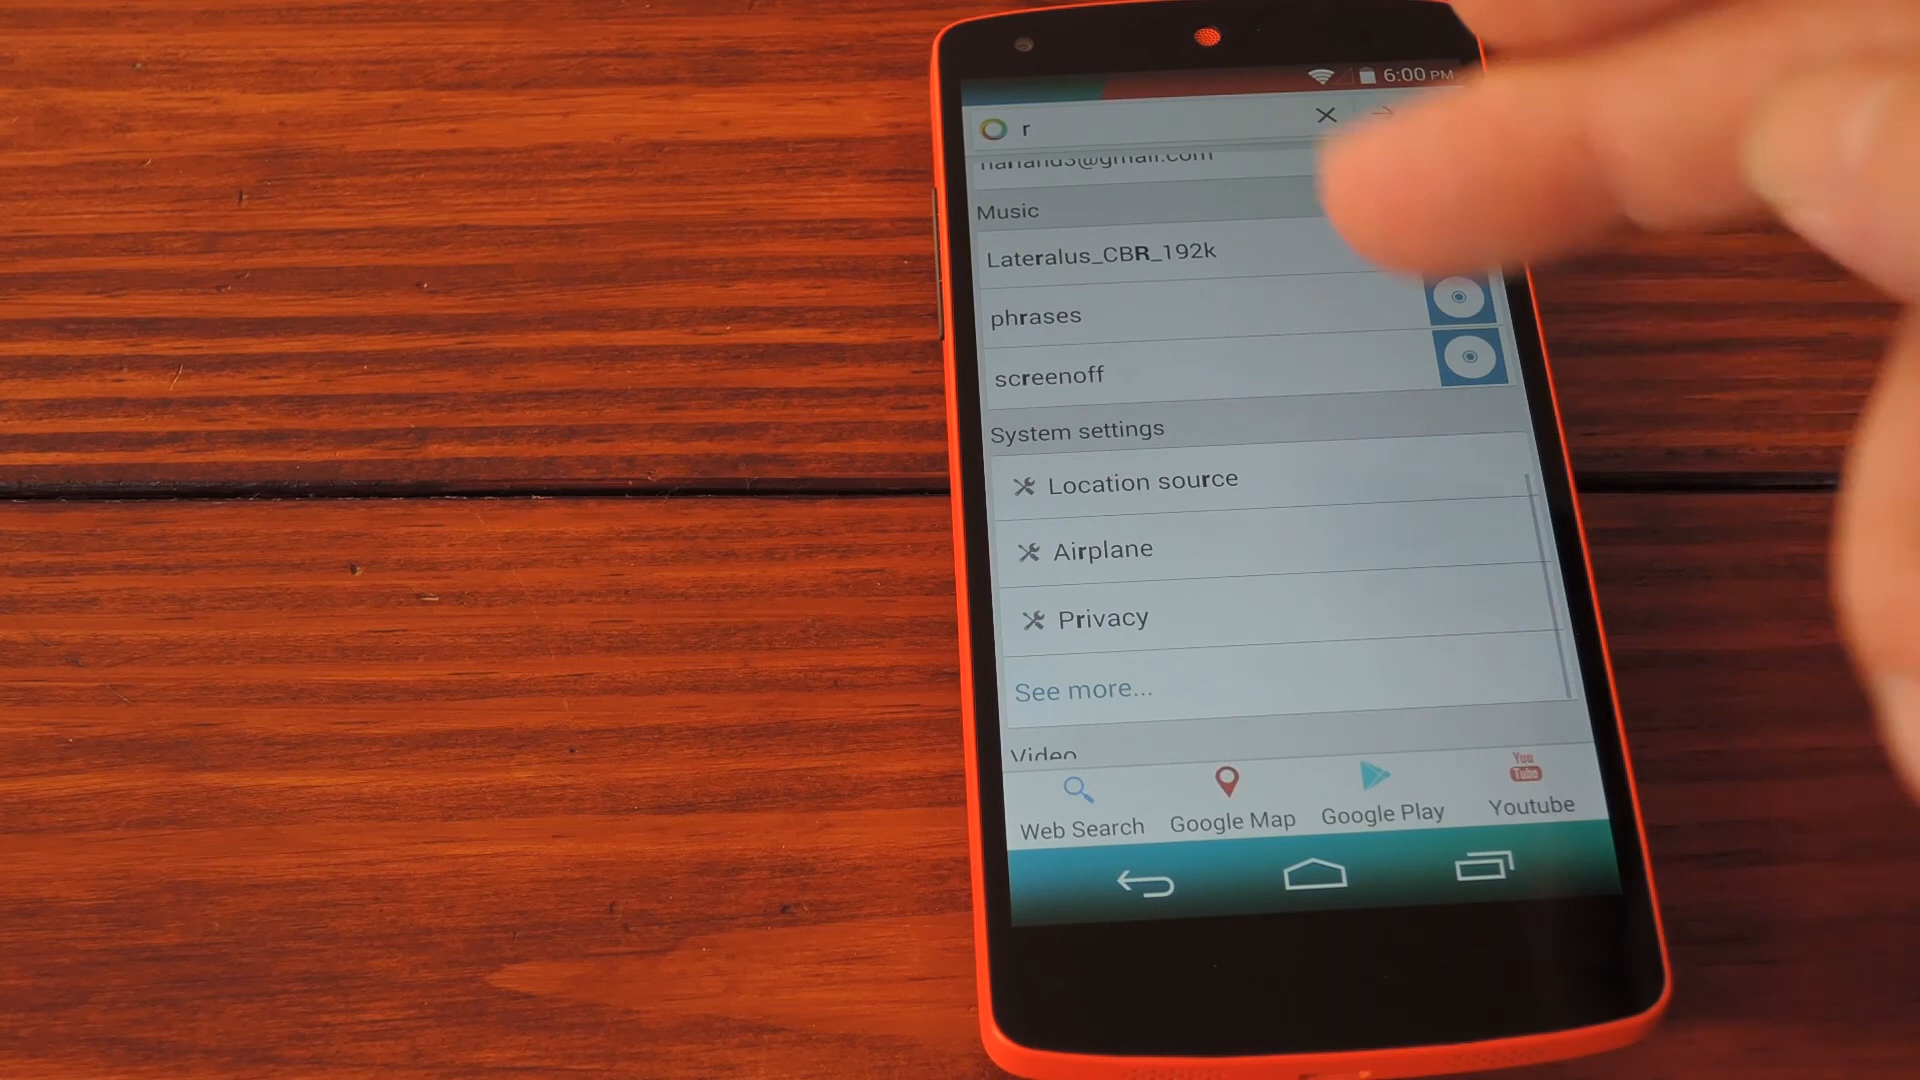 6:00 PM
r
Music
Lateralus_CBR_192k
phrases
screenoff
System settings
Location source
Airplane
Privacy
See more...
Video
Web Search
Google Map
Google Play
You
Tube
Youtube